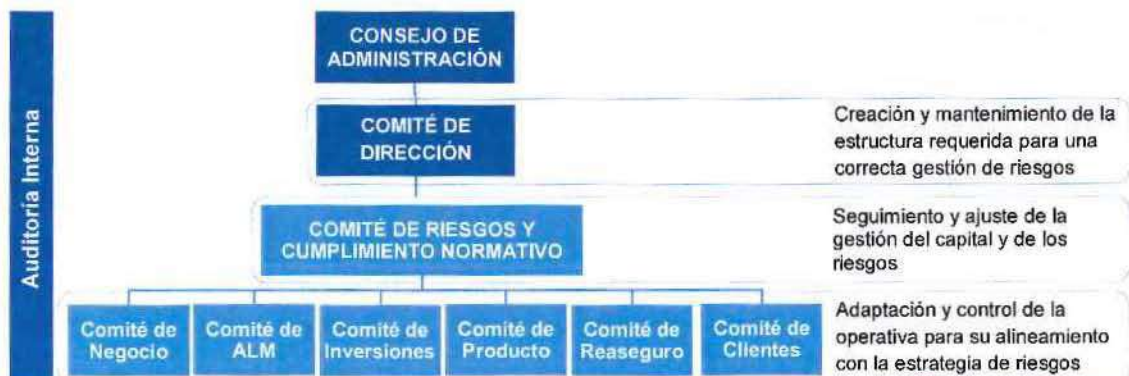 Auditoría Interna
CONSEJO DE
ADMINISTRACIÓN
COMITÉ DE
DIRECCIÓN
Creación y mantenimiento de la
estructura requerida para una
correcta gestión de riesgos
COMITÉ DE RIESGOS Y
CUMPLIMIENTO NORMATIVO
Seguimiento y ajuste de la
gestión del capital y de los
riesgos
Comité de
Negocio
Comité de
ALM
Comité de
Inversiones
Comité de
Producto
Comité de
Reaseguro
Comité de
Clientes
Adaptación y control de la
operativa para su alineamiento
con la estrategia de riesgos